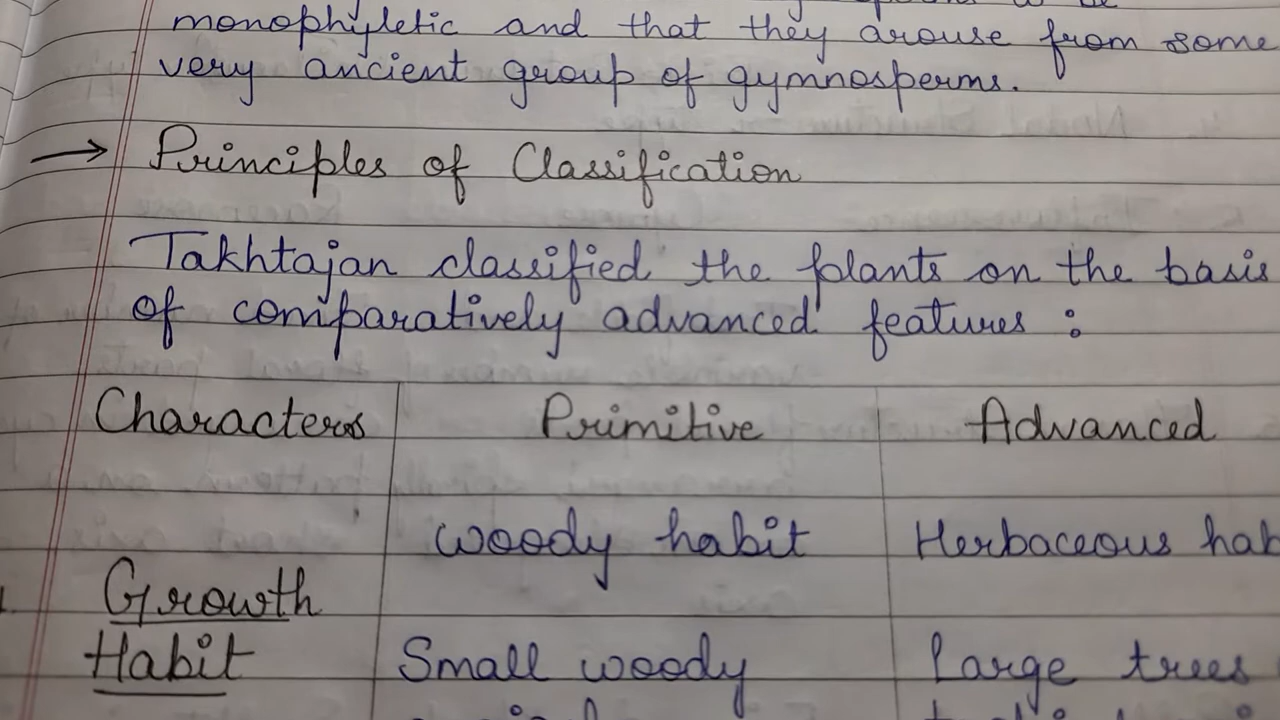 monophyletic and that they arouse from some
very ancient group of gymnosperms.
→ Principles of Classification
Takhtajan classified the plants on the basis
of comparatively advanced features :
Characters Primitive Advanced
woody habit Herbaceous hab
1. Growth
Habit Small woody Large trees